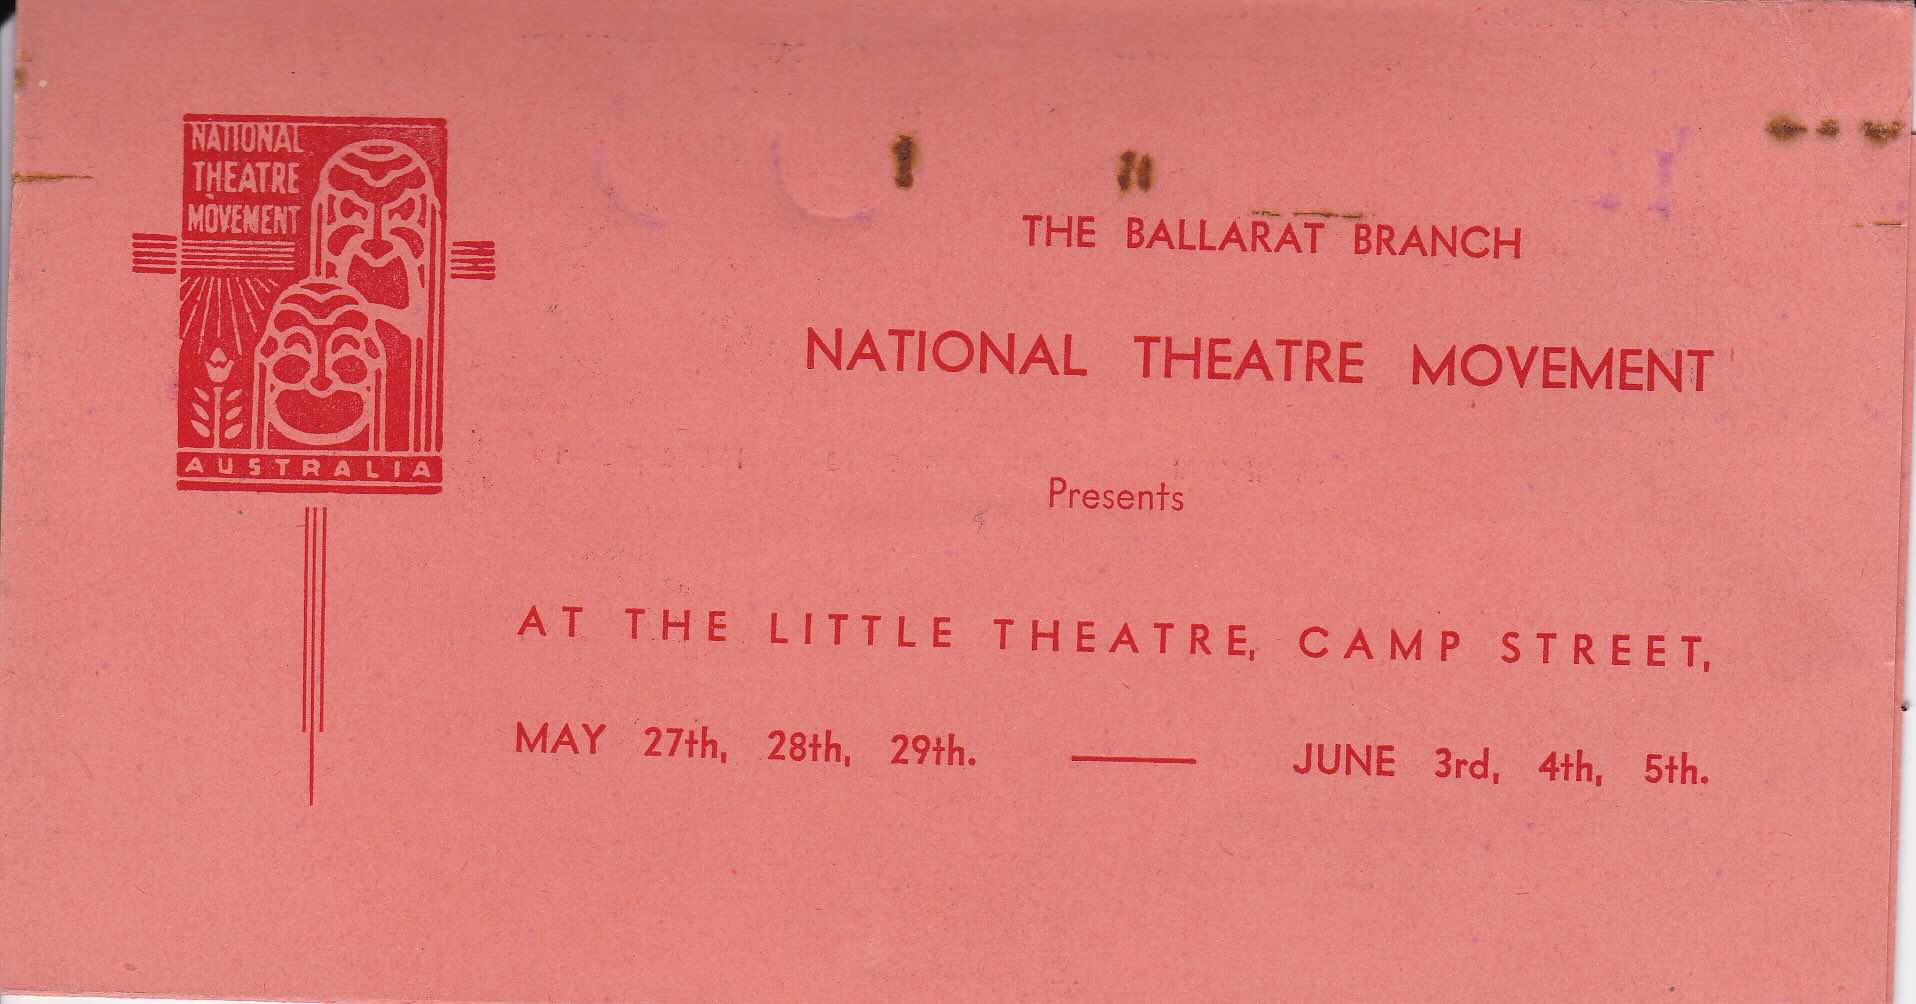 NATIONAL
THEATRE
MOVEMENT
AUSTRALIA
THE BALLARAT BRANCH
NATIONAL THEATRE MOVEMENT
Presents
AT THE LITTLE THEATRE, CAMP STREET,
MAY 27th, 28th, 29th. — JUNE 3rd, 4th, 5th.